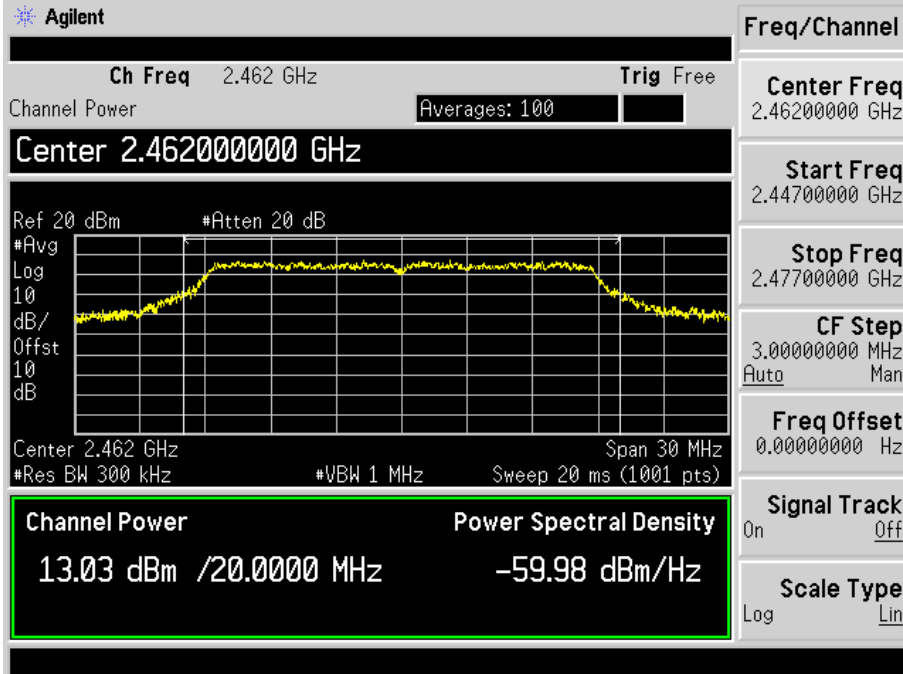 Agilent
Ch Freq 2.462 GHz Trig Free
Channel Power Averages: 100
Center 2.462000000 GHz
Ref 20 dBm #Atten 20 dB
#Avg
Log
10
dB/
Offst
10
dB
Center 2.462 GHz Span 30 MHz
#Res BW 300 kHz #VBW 1 MHz Sweep 20 ms (1001 pts)
Channel Power Power Spectral Density
13.03 dBm /20.0000 MHz -59.98 dBm/Hz
Freq/Channel
Center Freq
2.46200000 GHz
Start Freq
2.44700000 GHz
Stop Freq
2.47700000 GHz
CF Step
3.00000000 MHz
Auto Man
Freq Offset
0.00000000 Hz
Signal Track
On Off
Scale Type
Log Lin